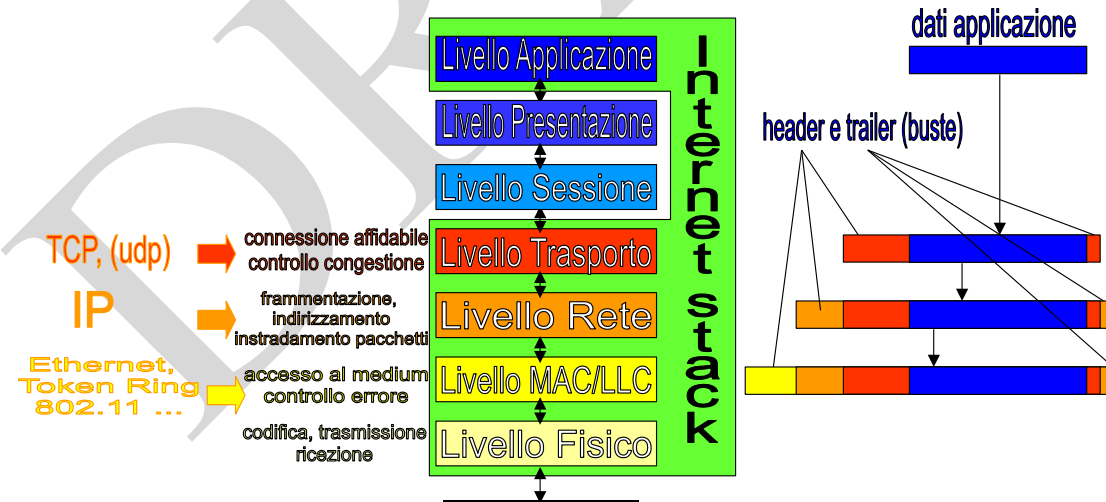 dati applicazione
header e trailer (buste)
Internet stack
Livello Applicazione
Livello Presentazione
Livello Sessione
TCP, (udp)
connessione affidabile
controllo congestione
Livello Trasporto
IP
frammentazione,
indirizzamento
instradamento pacchetti
Livello Rete
Ethernet,
Token Ring
802.11 ...
accesso al medium
controllo errore
Livello MAC/LLC
codifica, trasmissione
ricezione
Livello Fisico